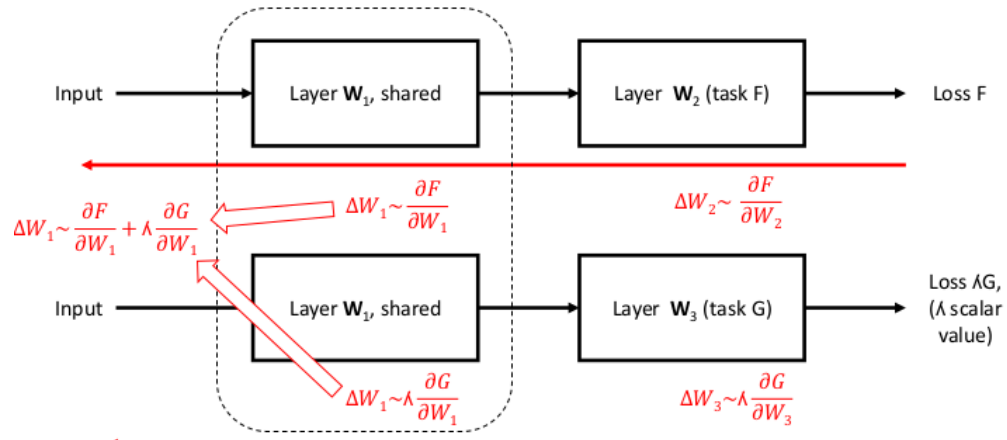 Input
Layer W₁, shared
Layer W₂ (task F)
Loss F
ΔW₁~ ∂F/∂W₁
ΔW₂~ ∂F/∂W₂
ΔW₁~ ∂F/∂W₁ + ʎ ∂G/∂W₁
Input
Layer W₁, shared
Layer W₃ (task G)
Loss ʎG,
(ʎ scalar
value)
ΔW₁~ʎ ∂G/∂W₁
ΔW₃~ʎ ∂G/∂W₃